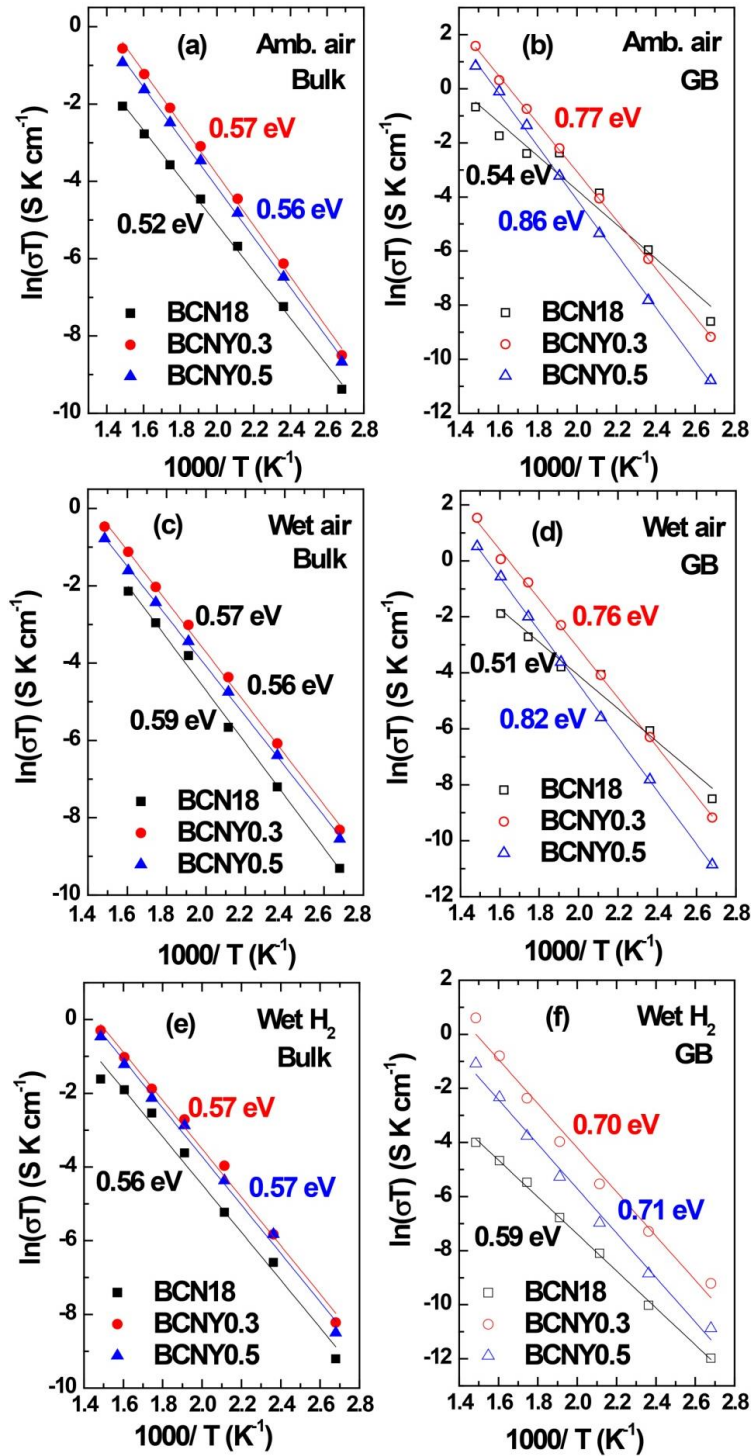 (a) Amb. air
Bulk
0.57 eV
0.56 eV
0.52 eV
BCN18
BCNY0.3
BCNY0.5
0
-2
-4
-6
-8
-10
1.4 1.6 1.8 2.0 2.2 2.4 2.6 2.8
ln(σT) (S K cm⁻¹)
1000/ T (K⁻¹)
(b) Amb. air
GB
0.77 eV
0.54 eV
0.86 eV
BCN18
BCNY0.3
BCNY0.5
2
0
-2
-4
-6
-8
-10
-12
1.4 1.6 1.8 2.0 2.2 2.4 2.6 2.8
ln(σT) (S K cm⁻¹)
1000/ T (K⁻¹)
(c) Wet air
Bulk
0.57 eV
0.56 eV
0.59 eV
BCN18
BCNY0.3
BCNY0.5
0
-2
-4
-6
-8
-10
1.4 1.6 1.8 2.0 2.2 2.4 2.6 2.8
ln(σT) (S K cm⁻¹)
1000/ T (K⁻¹)
(d) Wet air
GB
0.76 eV
0.51 eV
0.82 eV
BCN18
BCNY0.3
BCNY0.5
2
0
-2
-4
-6
-8
-10
-12
1.4 1.6 1.8 2.0 2.2 2.4 2.6 2.8
ln(σT) (S K cm⁻¹)
1000/ T (K⁻¹)
(e) Wet H₂
Bulk
0.57 eV
0.56 eV
0.57 eV
BCN18
BCNY0.3
BCNY0.5
0
-2
-4
-6
-8
-10
1.4 1.6 1.8 2.0 2.2 2.4 2.6 2.8
ln(σT) (S K cm⁻¹)
1000/ T (K⁻¹)
(f) Wet H₂
GB
0.70 eV
0.71 eV
0.59 eV
BCN18
BCNY0.3
BCNY0.5
2
0
-2
-4
-6
-8
-10
-12
1.4 1.6 1.8 2.0 2.2 2.4 2.6 2.8
ln(σT) (S K cm⁻¹)
1000/ T (K⁻¹)